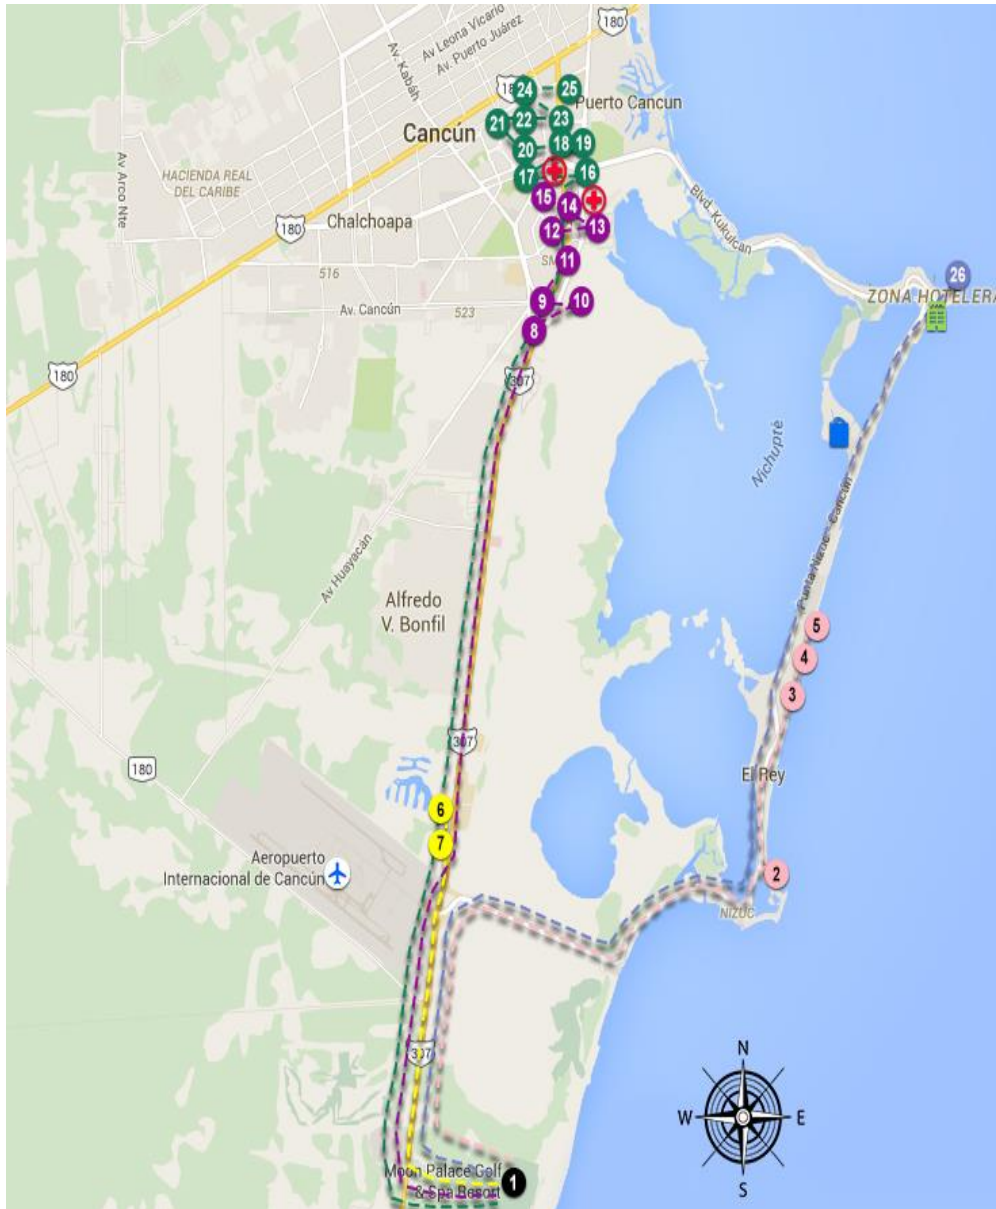 180
Av Leona Vicario
Av Puerto Juárez
Av. Kabáh
24
25
Puerto Cancun
21
22
23
Cancún
18
19
20
Av Arco Nte
HACIENDA REAL
DEL CARIBE
17
16
15
14
Blvd. Kukulcan
180
Chalchoapa
12
13
11
516
26
ZONA HOTELERA
Av. Cancún
523
9
10
8
180
307
Nichupté
Punta Nizuc - Cancún
Av Huayacán
Alfredo
V. Bonfil
5
4
3
307
180
El Rey
6
7
Aeropuerto
Internacional de Cancún
2
NIZUC
307
N
W
E
S
Moon Palace Golf
& Spa Resort
1